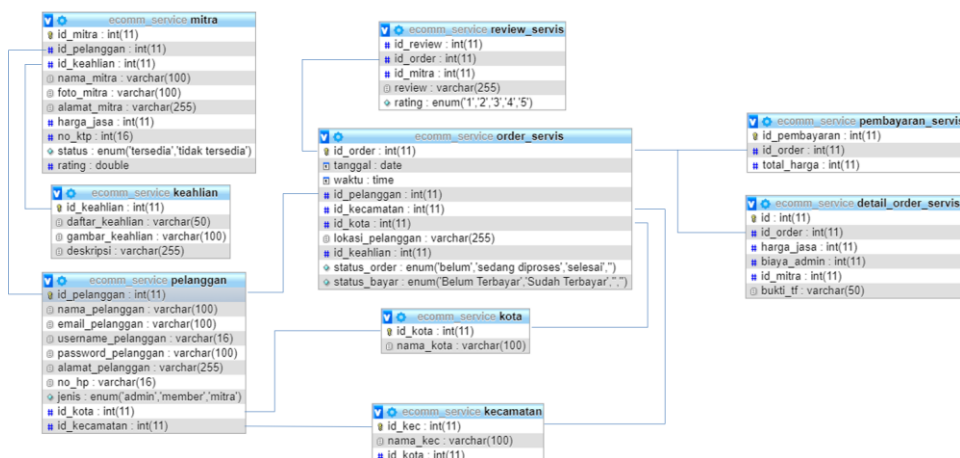 ecomm_service mitra
id_mitra : int(11)
id_pelanggan : int(11)
id_keahlian : int(11)
nama_mitra : varchar(100)
foto_mitra : varchar(100)
alamat_mitra : varchar(255)
harga_jasa : int(11)
no_ktp : int(16)
status : enum('tersedia','tidak tersedia')
rating : double
ecomm_service keahlian
id_keahlian : int(11)
daftar_keahlian : varchar(50)
gambar_keahlian : varchar(100)
deskripsi : varchar(255)
ecomm_service pelanggan
id_pelanggan : int(11)
nama_pelanggan : varchar(100)
email_pelanggan : varchar(100)
username_pelanggan : varchar(16)
password_pelanggan : varchar(100)
alamat_pelanggan : varchar(255)
no_hp : varchar(16)
jenis : enum('admin','member','mitra')
id_kota : int(11)
id_kecamatan : int(11)
ecomm_service review_servis
id_review : int(11)
id_order : int(11)
id_mitra : int(11)
review : varchar(255)
rating : enum('1','2','3','4','5')
ecomm_service order_servis
id_order : int(11)
tanggal : date
waktu : time
id_pelanggan : int(11)
id_kecamatan : int(11)
id_kota : int(11)
lokasi_pelanggan : varchar(255)
id_keahlian : int(11)
status_order : enum('belum','sedang diproses','selesai','')
status_bayar : enum('Belum Terbayar','Sudah Terbayar','','')
ecomm_service kota
id_kota : int(11)
nama_kota : varchar(100)
ecomm_service kecamatan
id_kec : int(11)
nama_kec : varchar(100)
id_kota : int(11)
ecomm_service pembayaran_servis
id_pembayaran : int(11)
id_order : int(11)
total_harga : int(11)
ecomm_service detail_order_servis
id : int(11)
id_order : int(11)
harga_jasa : int(11)
biaya_admin : int(11)
id_mitra : int(11)
bukti_tf : varchar(50)